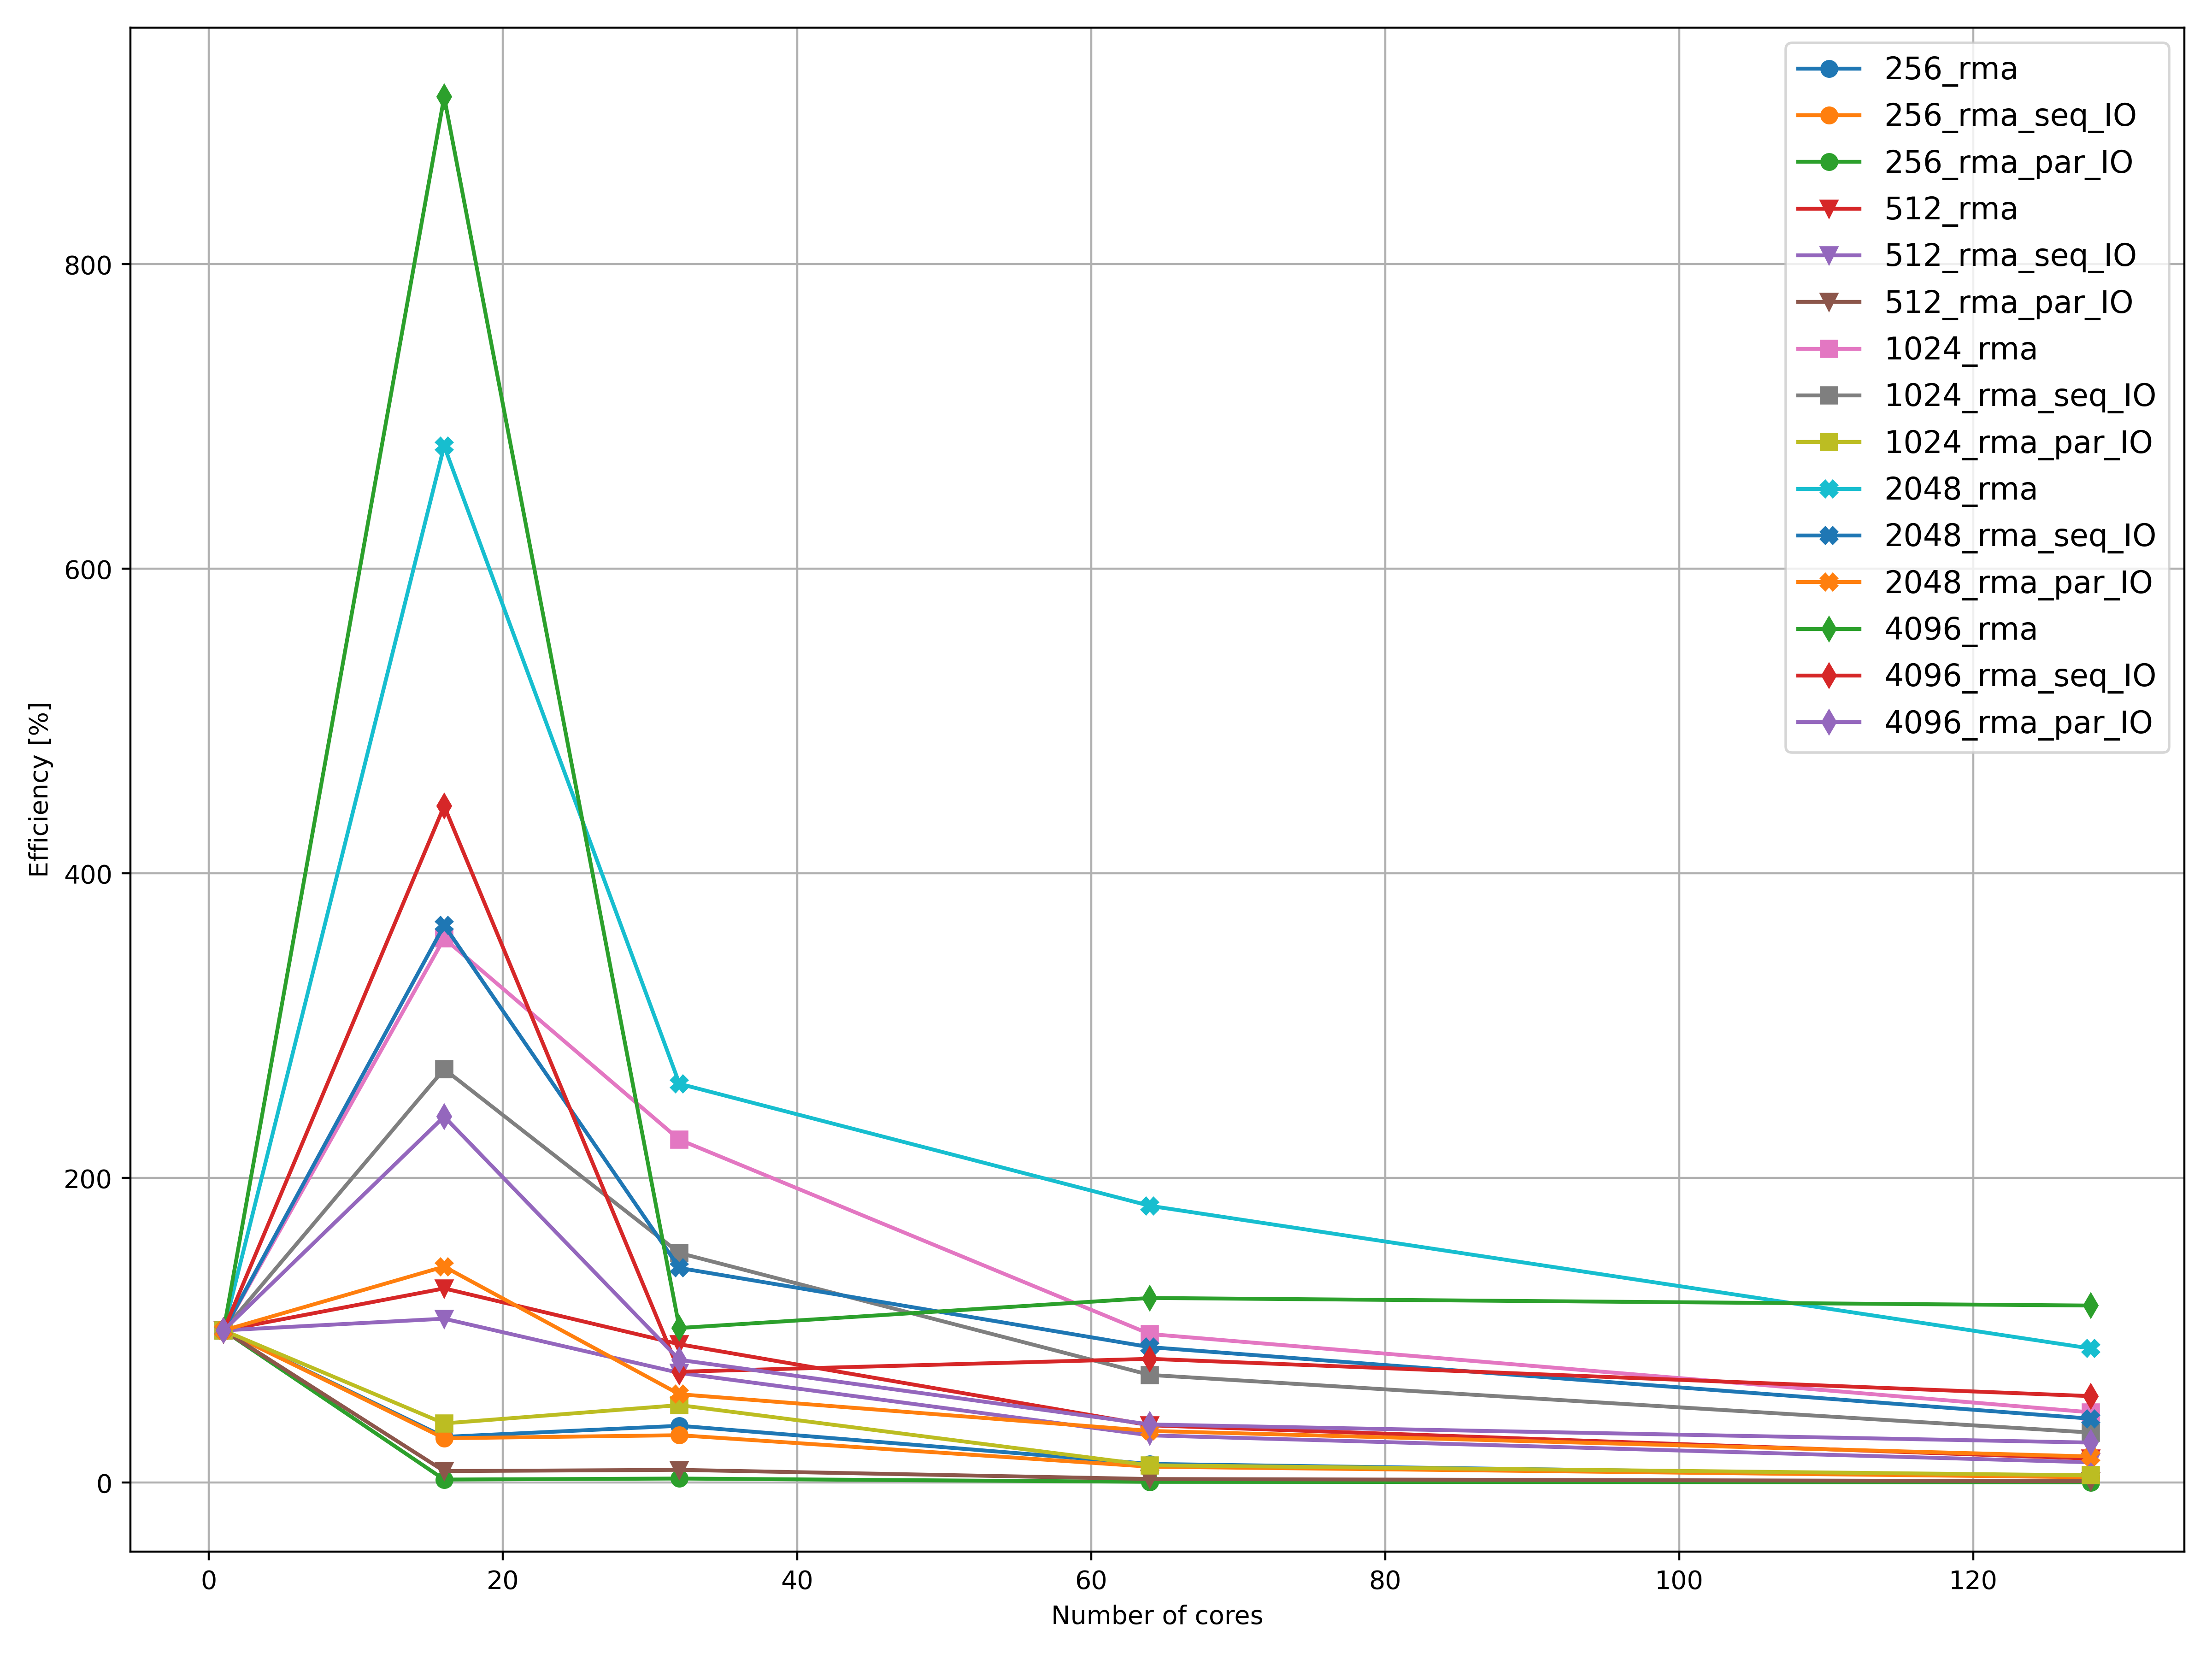 256_rma
256_rma_seq_IO
256_rma_par_IO
512_rma
512_rma_seq_IO
512_rma_par_IO
1024_rma
1024_rma_seq_IO
1024_rma_par_IO
2048_rma
2048_rma_seq_IO
2048_rma_par_IO
4096_rma
4096_rma_seq_IO
4096_rma_par_IO
Efficiency [%]
800
600
400
200
0
0 20 40 60 80 100 120
Number of cores